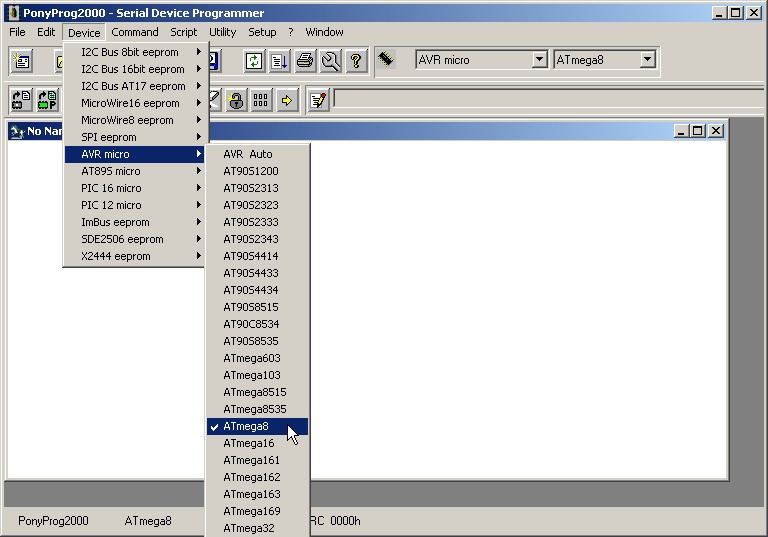 PonyProg2000 - Serial Device Programmer
File Edit Device Command Script Utility Setup ? Window
AVR micro ATmega8
I2C Bus 8bit eeprom
I2C Bus 16bit eeprom
I2C Bus AT17 eeprom
MicroWire16 eeprom
MicroWire8 eeprom
SPI eeprom
AVR micro
AT89S micro
PIC 16 micro
PIC 12 micro
ImBus eeprom
SDE2506 eeprom
X2444 eeprom
No Nam
AVR Auto
AT90S1200
AT90S2313
AT90S2323
AT90S2333
AT90S2343
AT90S4414
AT90S4433
AT90S4434
AT90S8515
AT90C8534
AT90S8535
ATmega603
ATmega103
ATmega8515
ATmega8535
ATmega8
ATmega16
ATmega161
ATmega162
ATmega163
ATmega169
ATmega32
PonyProg2000 ATmega8 RC 0000h